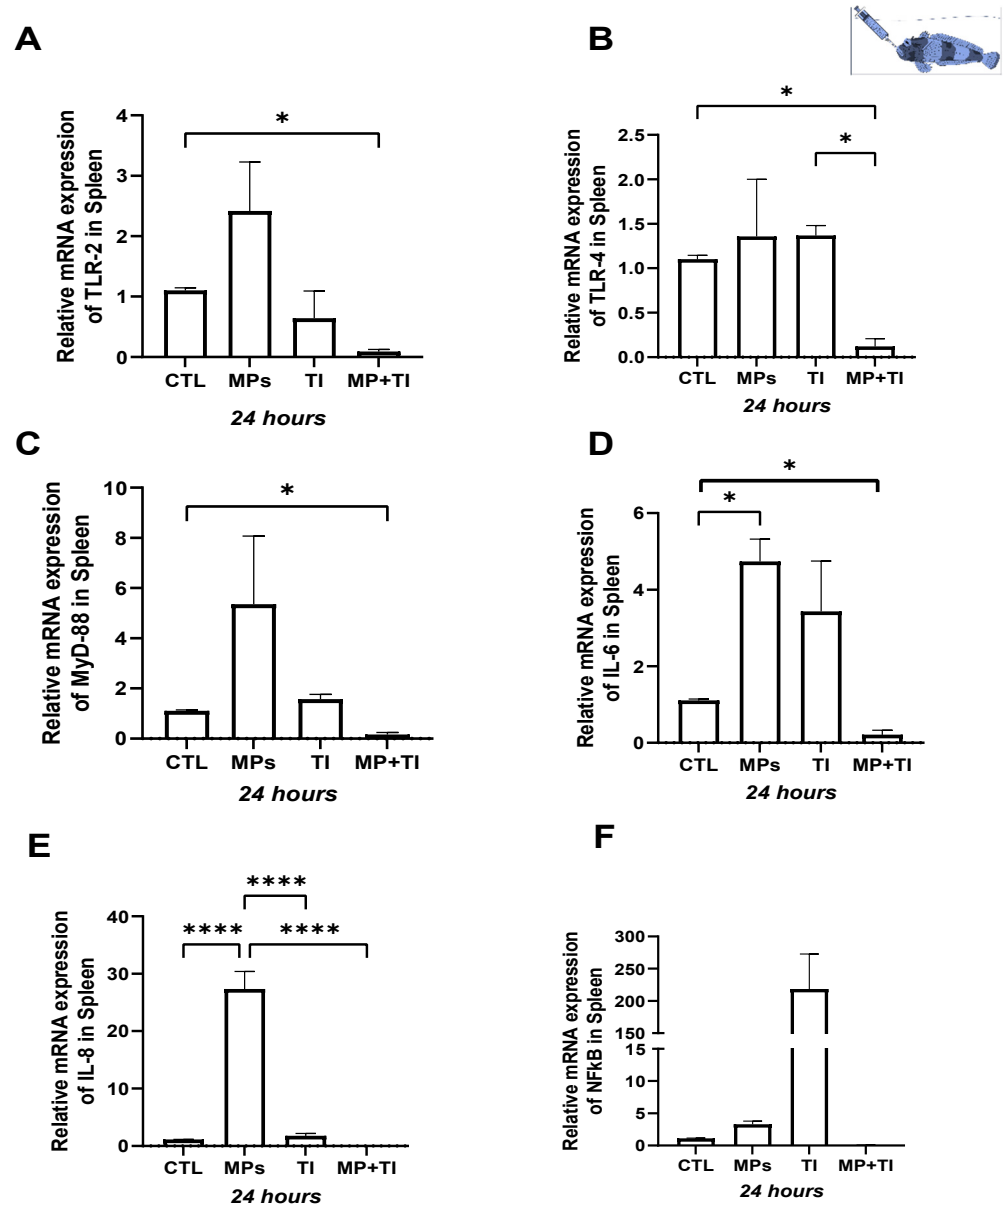 A
Relative mRNA expression
of TLR-2 in Spleen
4
3
2
1
0
*
CTL MPs TI MP+TI
24 hours
B
Relative mRNA expression
of TLR-4 in Spleen
2.5
2.0
1.5
1.0
0.5
0.0
*
*
CTL MPs TI MP+TI
24 hours
C
Relative mRNA expression
of MyD-88 in Spleen
10
8
6
4
2
0
*
CTL MPs TI MP+TI
24 hours
D
Relative mRNA expression
of IL-6 in Spleen
6
4
2
0
*
*
CTL MPs TI MP+TI
24 hours
E
Relative mRNA expression
of IL-8 in Spleen
40
30
20
10
0
****
**** ****
CTL MPs TI MP+TI
24 hours
F
Relative mRNA expression
of NFkB in Spleen
300
250
200
150
15
10
5
0
CTL MPs TI MP+TI
24 hours